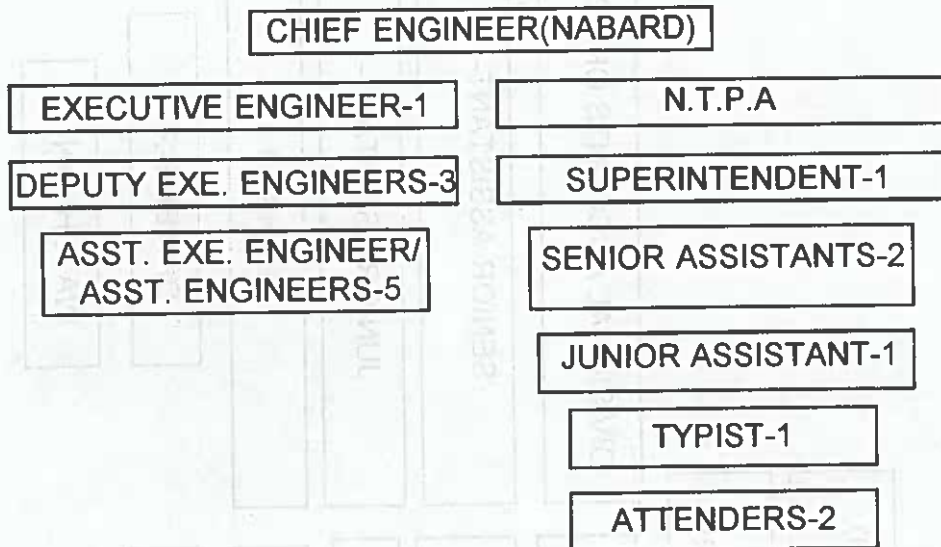 CHIEF ENGINEER(NABARD)
EXECUTIVE ENGINEER-1
DEPUTY EXE. ENGINEERS-3
ASST. EXE. ENGINEER/
ASST. ENGINEERS-5
N.T.P.A
SUPERINTENDENT-1
SENIOR ASSISTANTS-2
JUNIOR ASSISTANT-1
TYPIST-1
ATTENDERS-2